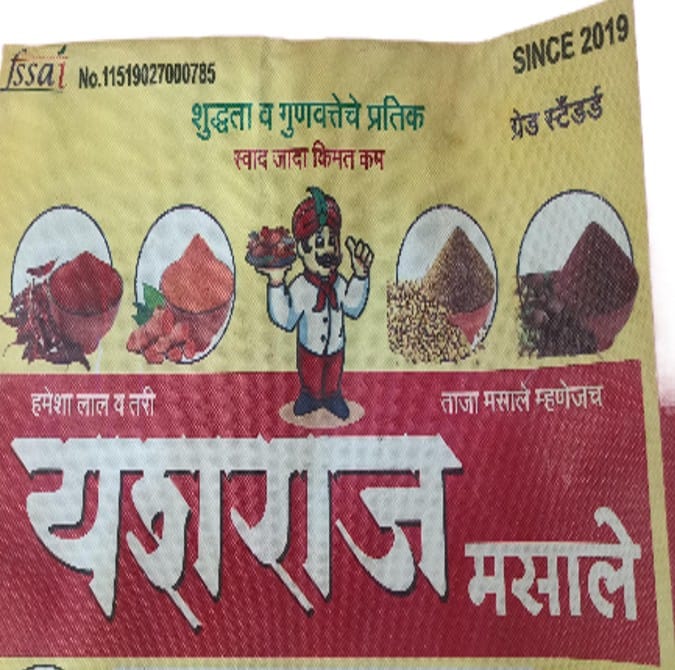 fssai No.11519027000785
SINCE 2019
शुद्धता व गुणवत्तेचे प्रतिक
ग्रेड स्टँडर्ड
स्वाद जादा किमत कम
हमेशा लाल व तरी
ताजा मसाले म्हणेजच
यशराज मसाले